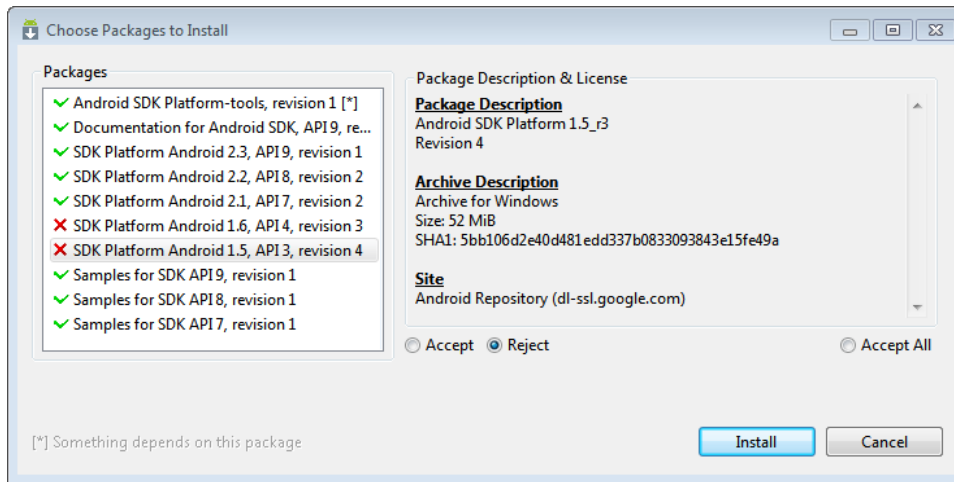 Choose Packages to Install
Packages
Android SDK Platform-tools, revision 1 [*]
Documentation for Android SDK, API 9, re...
SDK Platform Android 2.3, API 9, revision 1
SDK Platform Android 2.2, API 8, revision 2
SDK Platform Android 2.1, API 7, revision 2
SDK Platform Android 1.6, API 4, revision 3
SDK Platform Android 1.5, API 3, revision 4
Samples for SDK API 9, revision 1
Samples for SDK API 8, revision 1
Samples for SDK API 7, revision 1
Package Description & License
Package Description
Android SDK Platform 1.5_r3
Revision 4
Archive Description
Archive for Windows
Size: 52 MiB
SHA1: 5bb106d2e40d481edd337b0833093843e15fe49a
Site
Android Repository (dl-ssl.google.com)
Accept Reject Accept All
[*] Something depends on this package
Install Cancel